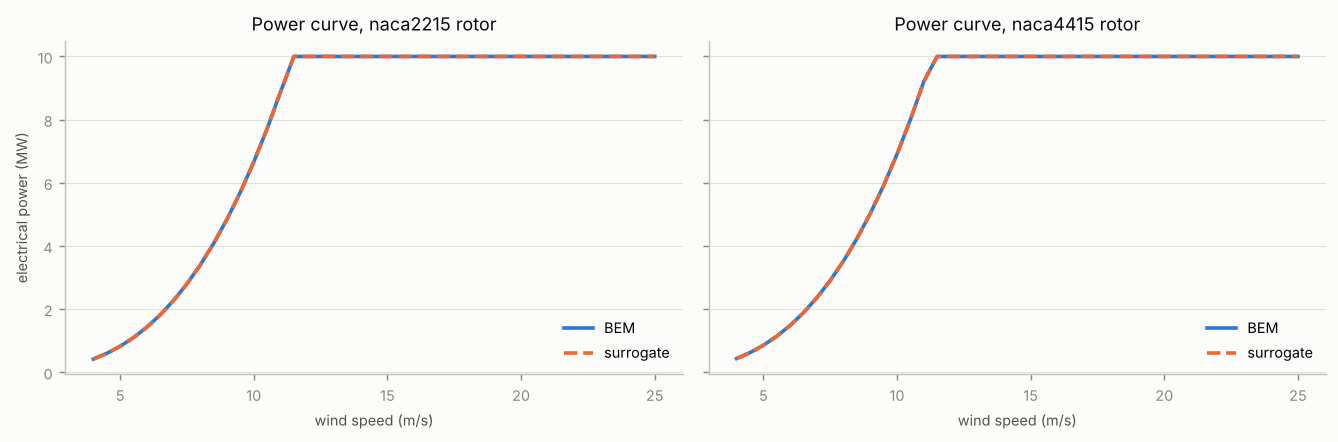 Power curve, naca2215 rotor
electrical power (MW)
10
8
6
4
2
0
5
10
15
20
25
wind speed (m/s)
BEM
surrogate
Power curve, naca4415 rotor
5
10
15
20
25
wind speed (m/s)
BEM
surrogate